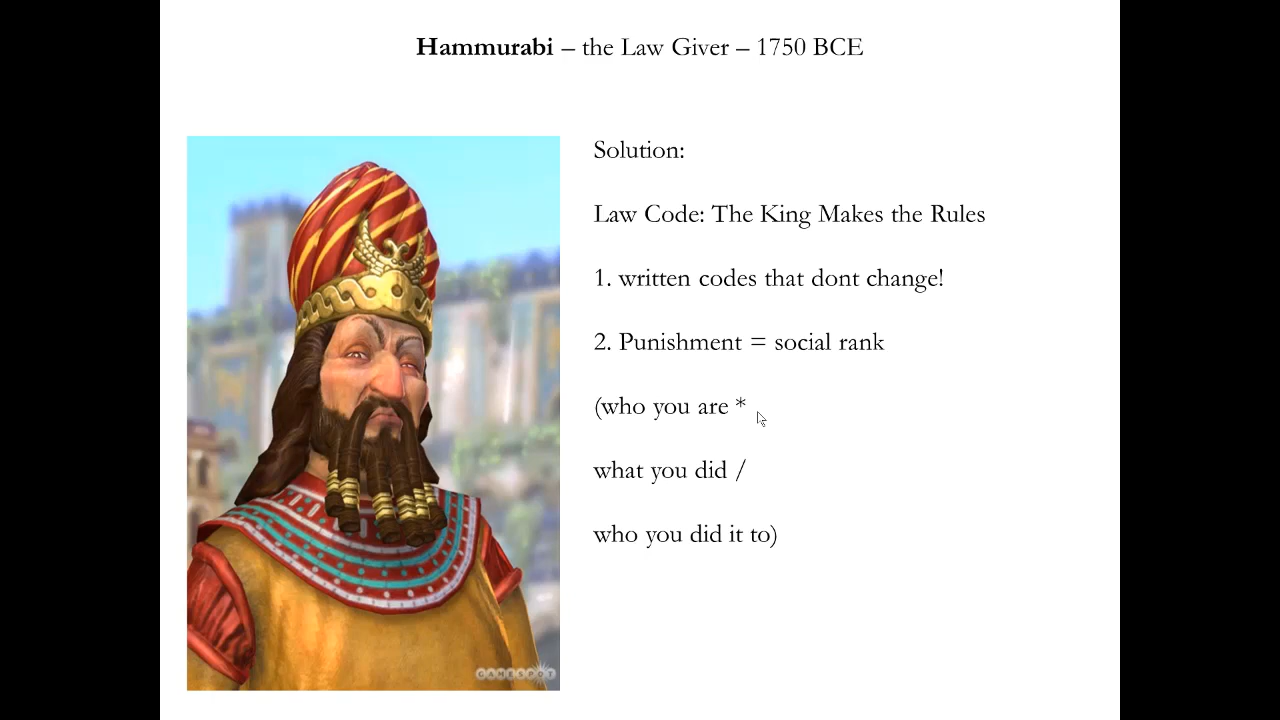 Hammurabi – the Law Giver – 1750 BCE
Solution:
Law Code: The King Makes the Rules
1. written codes that dont change!
2. Punishment = social rank
(who you are *
what you did /
who you did it to)
GAMESPOT